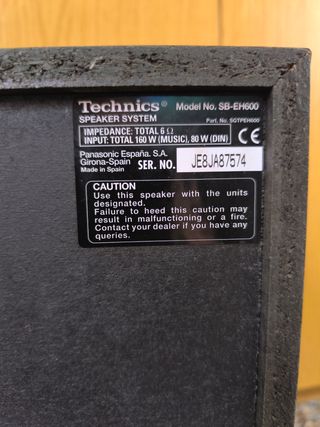 Technics® Model No. SB-EH600
SPEAKER SYSTEM Part. No. SGTPEH600
IMPEDANCE: TOTAL 6 Ω
INPUT: TOTAL 160 W (MUSIC), 80 W (DIN)
CE
Panasonic España, S.A.
Girona-Spain
Made in Spain
SER. NO. JE8JA87574
CAUTION
Use this speaker with the units
designated.
Failure to heed this caution may
result in malfunctioning or a fire.
Contact your dealer if you have any
queries.